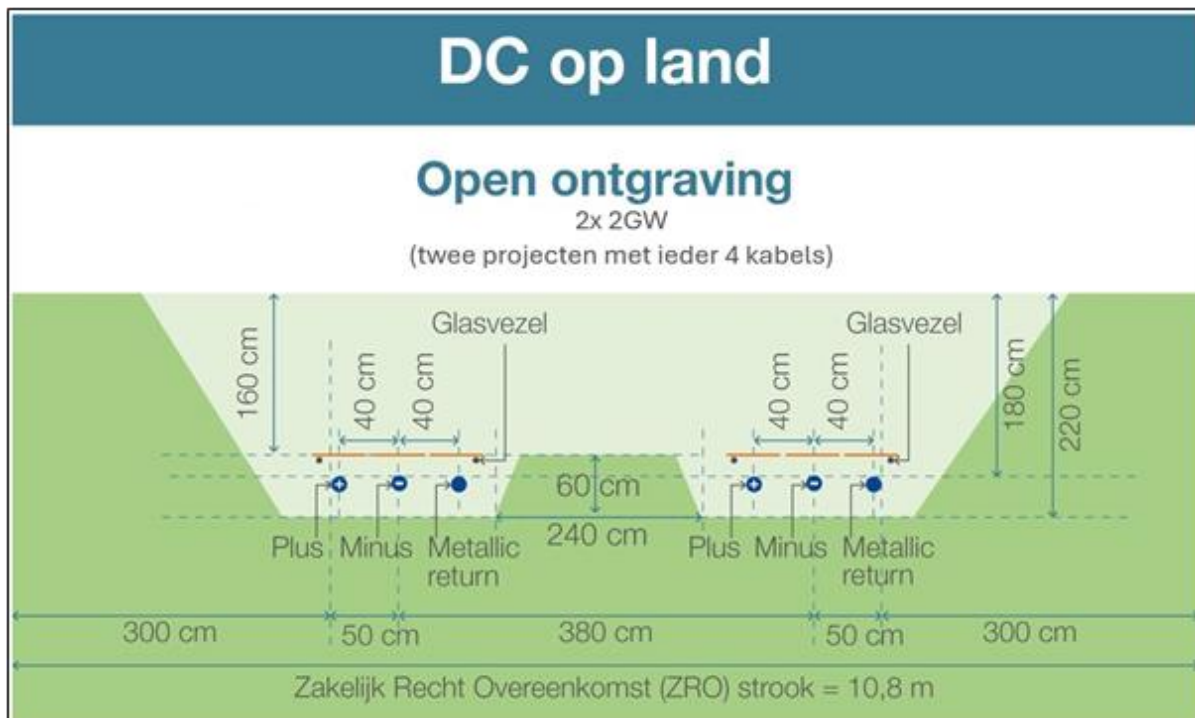 DC op land
Open ontgraving
2x 2GW
(twee projecten met ieder 4 kabels)
Glasvezel
Glasvezel
160 cm
40 cm
40 cm
40 cm
40 cm
180 cm
220 cm
60 cm
240 cm
Plus
Minus
Metallic
return
Plus
Minus
Metallic
return
300 cm
50 cm
380 cm
50 cm
300 cm
Zakelijk Recht Overeenkomst (ZRO) strook = 10,8 m